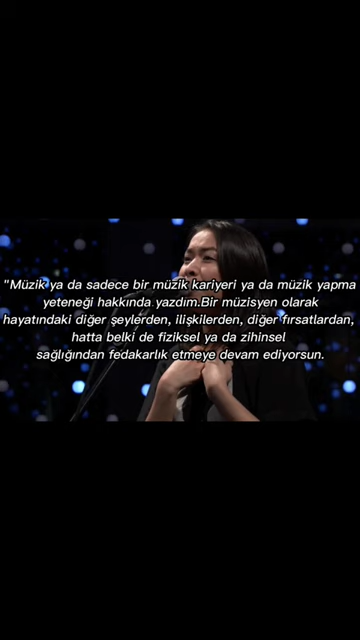 "Müzik ya da sadece bir müzik kariyeri ya da müzik yapma
yeteneği hakkında yazdım.Bir müzisyen olarak
hayatındaki diğer şeylerden, ilişkilerden, diğer fırsatlardan,
hatta belki de fiziksel ya da zihinsel
sağlığından fedakarlık etmeye devam ediyorsun.